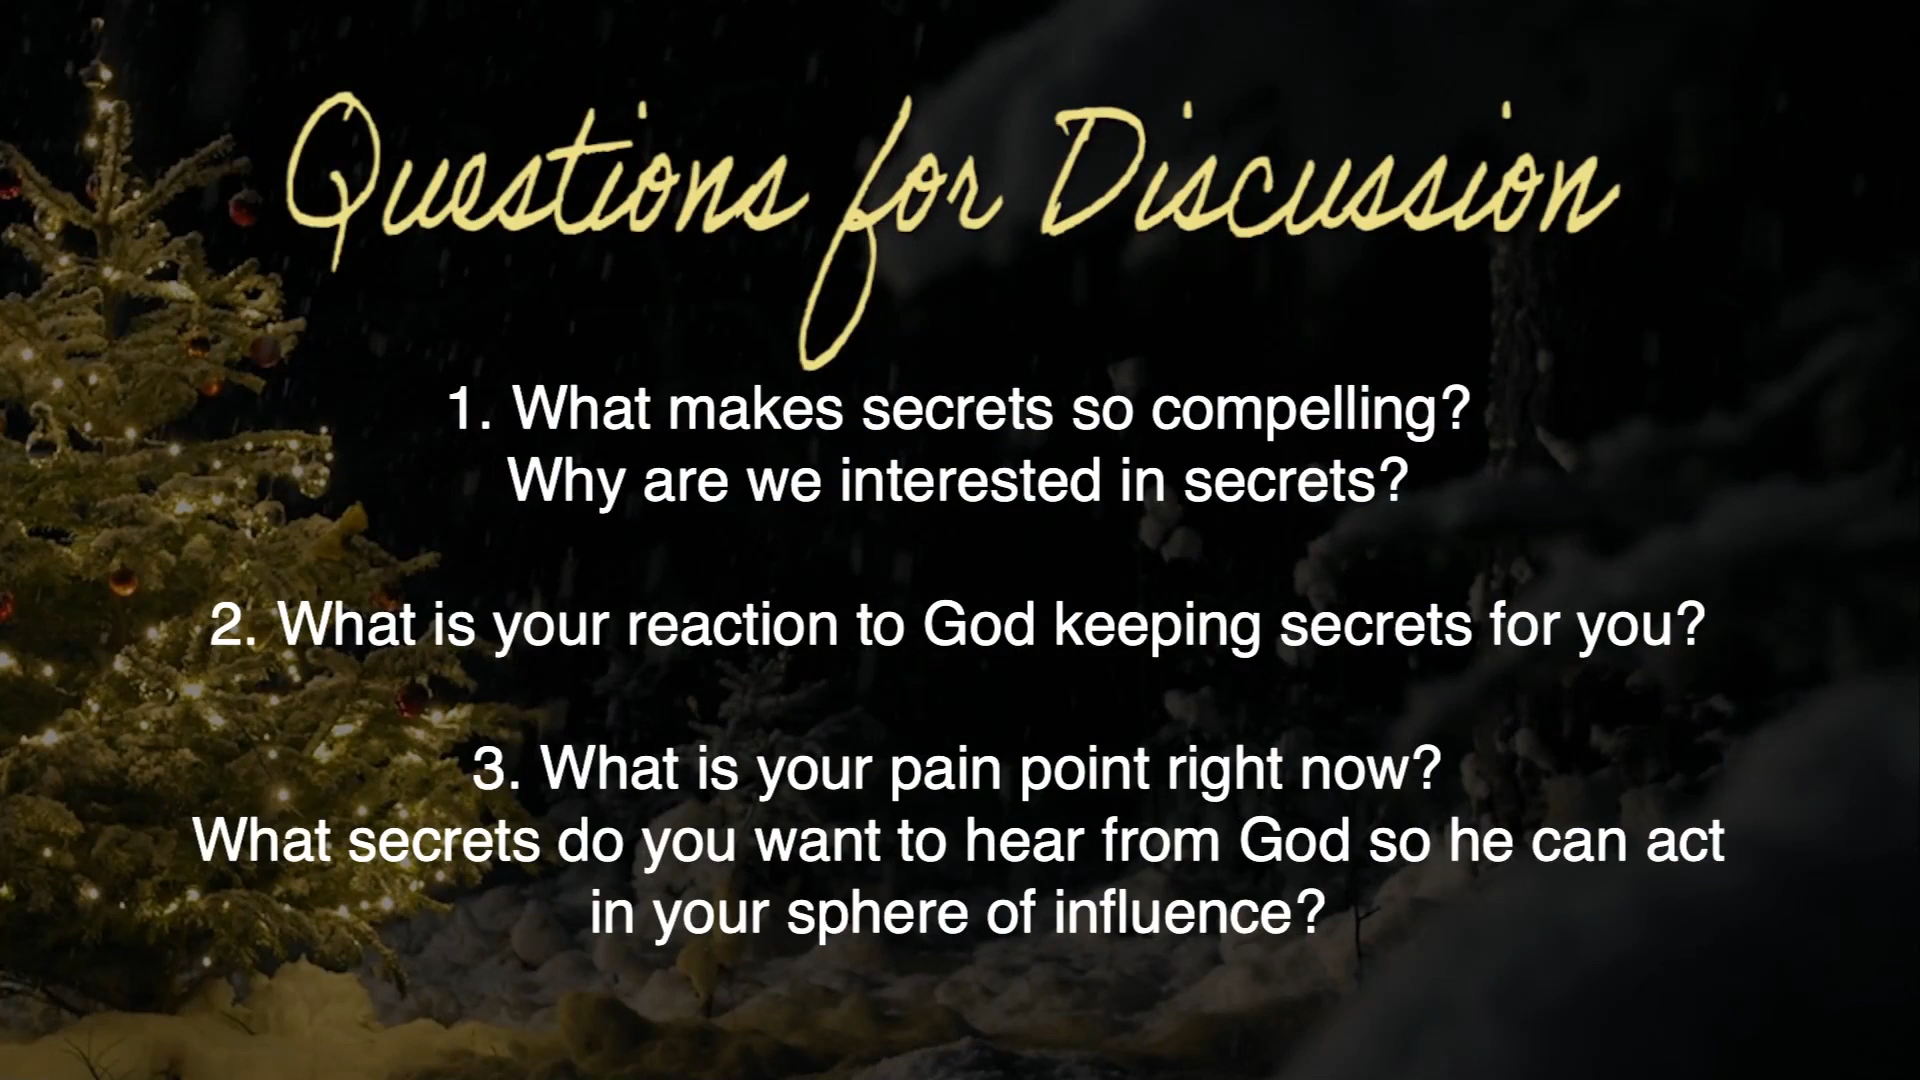 Questions for Discussion
1. What makes secrets so compelling?
Why are we interested in secrets?
2. What is your reaction to God keeping secrets for you?
3. What is your pain point right now?
What secrets do you want to hear from God so he can act
in your sphere of influence?